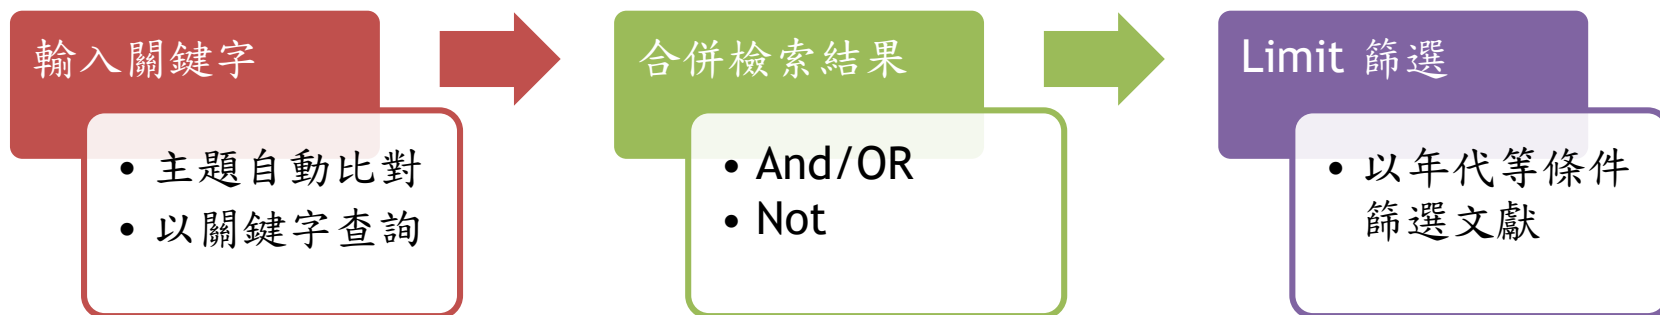 輸入關鍵字
• 主題自動比對
• 以關鍵字查詢
合併檢索結果
• And/OR
• Not
Limit 篩選
• 以年代等條件
篩選文獻